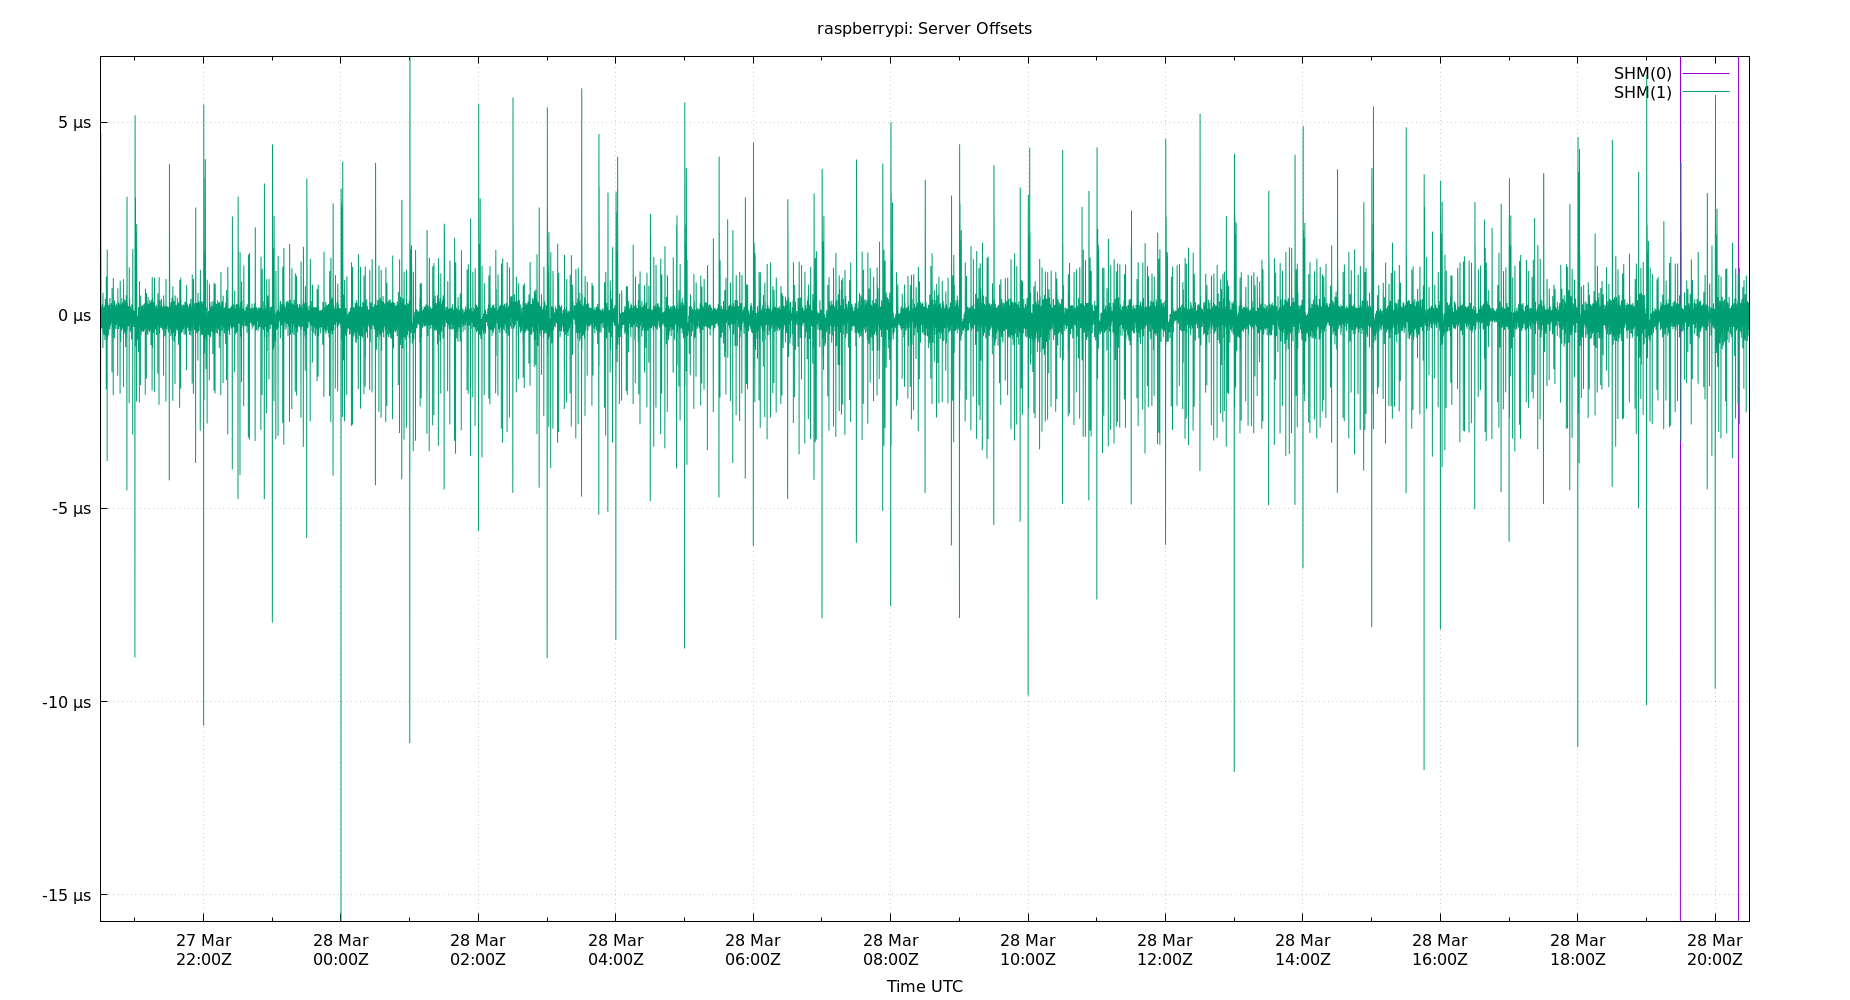 raspberrypi: Server Offsets
SHM(0)
SHM(1)
5 µs
0 µs
-5 µs
-10 µs
-15 µs
27 Mar 28 Mar 28 Mar 28 Mar 28 Mar 28 Mar 28 Mar 28 Mar 28 Mar 28 Mar 28 Mar 28 Mar
22:00Z 00:00Z 02:00Z 04:00Z 06:00Z 08:00Z 10:00Z 12:00Z 14:00Z 16:00Z 18:00Z 20:00Z
Time UTC